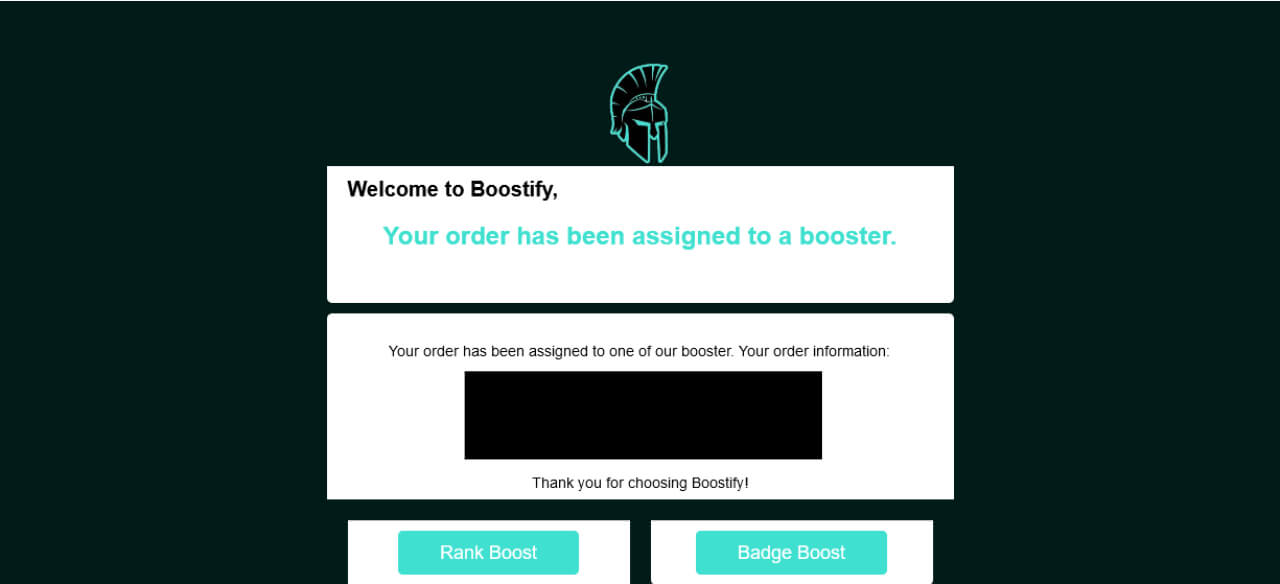 Welcome to Boostify,
Your order has been assigned to a booster.
Your order has been assigned to one of our booster. Your order information:
Thank you for choosing Boostify!
Rank Boost
Badge Boost